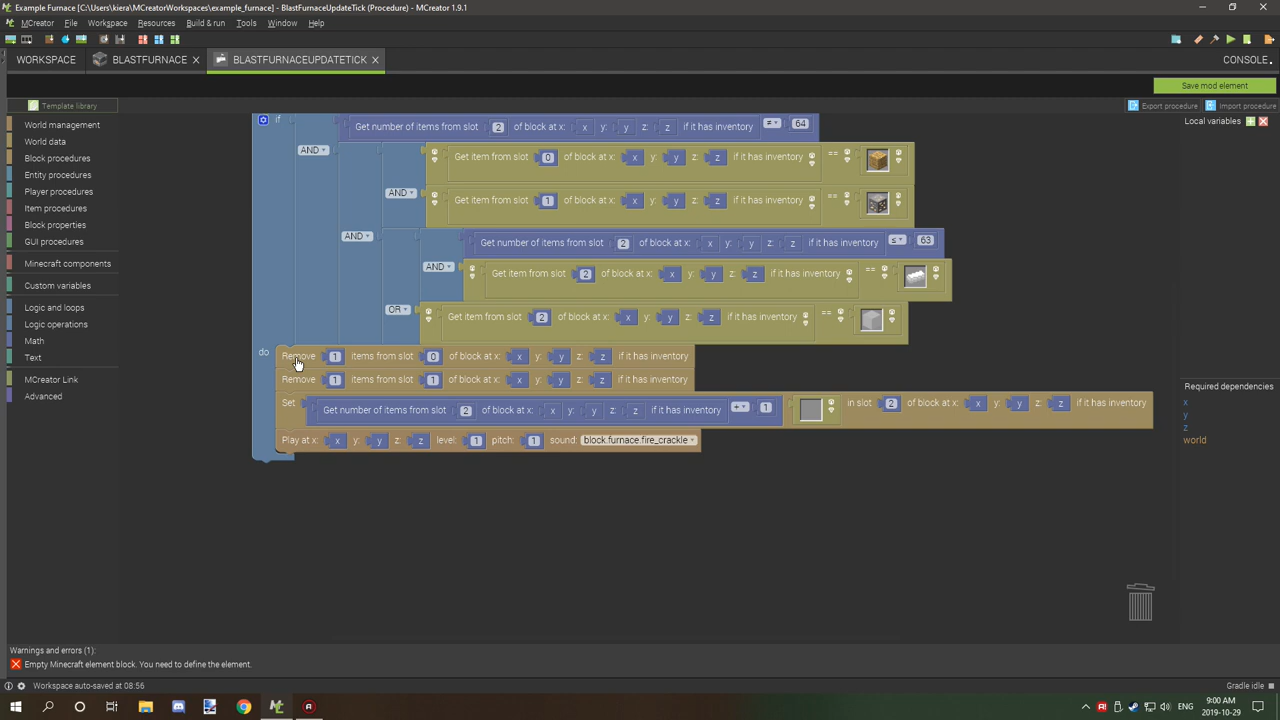 Example Furnace [C:\Users\kiera\MCreatorWorkspaces\example_furnace] - BlastFurnaceUpdateTick (Procedure) - MCreator 1.9.1
MCreator File Workspace Resources Build & run Tools Window Help
WORKSPACE BLASTFURNACE BLASTFURNACEUPDATETICK CONSOLE
Save mod element
Template library Export procedure Import procedure
World management
World data
Block procedures
Entity procedures
Player procedures
Item procedures
Block properties
GUI procedures
Minecraft components
Custom variables
Logic and loops
Logic operations
Math
Text
MCreator Link
Advanced
Local variables
if Get number of items from slot 2 of block at x: x y: y z: z if it has inventory ≠ 64
AND Get item from slot 0 of block at x: x y: y z: z if it has inventory ==
AND Get item from slot 1 of block at x: x y: y z: z if it has inventory ==
AND Get number of items from slot 2 of block at x: x y: y z: z if it has inventory ≤ 63
AND Get item from slot 2 of block at x: x y: y z: z if it has inventory ==
OR Get item from slot 2 of block at x: x y: y z: z if it has inventory ==
do Remove 1 items from slot 0 of block at x: x y: y z: z if it has inventory
Remove 1 items from slot 1 of block at x: x y: y z: z if it has inventory
Set Get number of items from slot 2 of block at x: x y: y z: z if it has inventory + 1 in slot 2 of block at x: x y: y z: z if it has inventory
Play at x: x y: y z: z level: 1 pitch: 1 sound: block.furnace.fire_crackle
Required dependencies
x
y
z
world
Warnings and errors (1):
Empty Minecraft element block. You need to define the element.
Workspace auto-saved at 08:56 Gradle idle
ENG 9:00 AM
2019-10-29